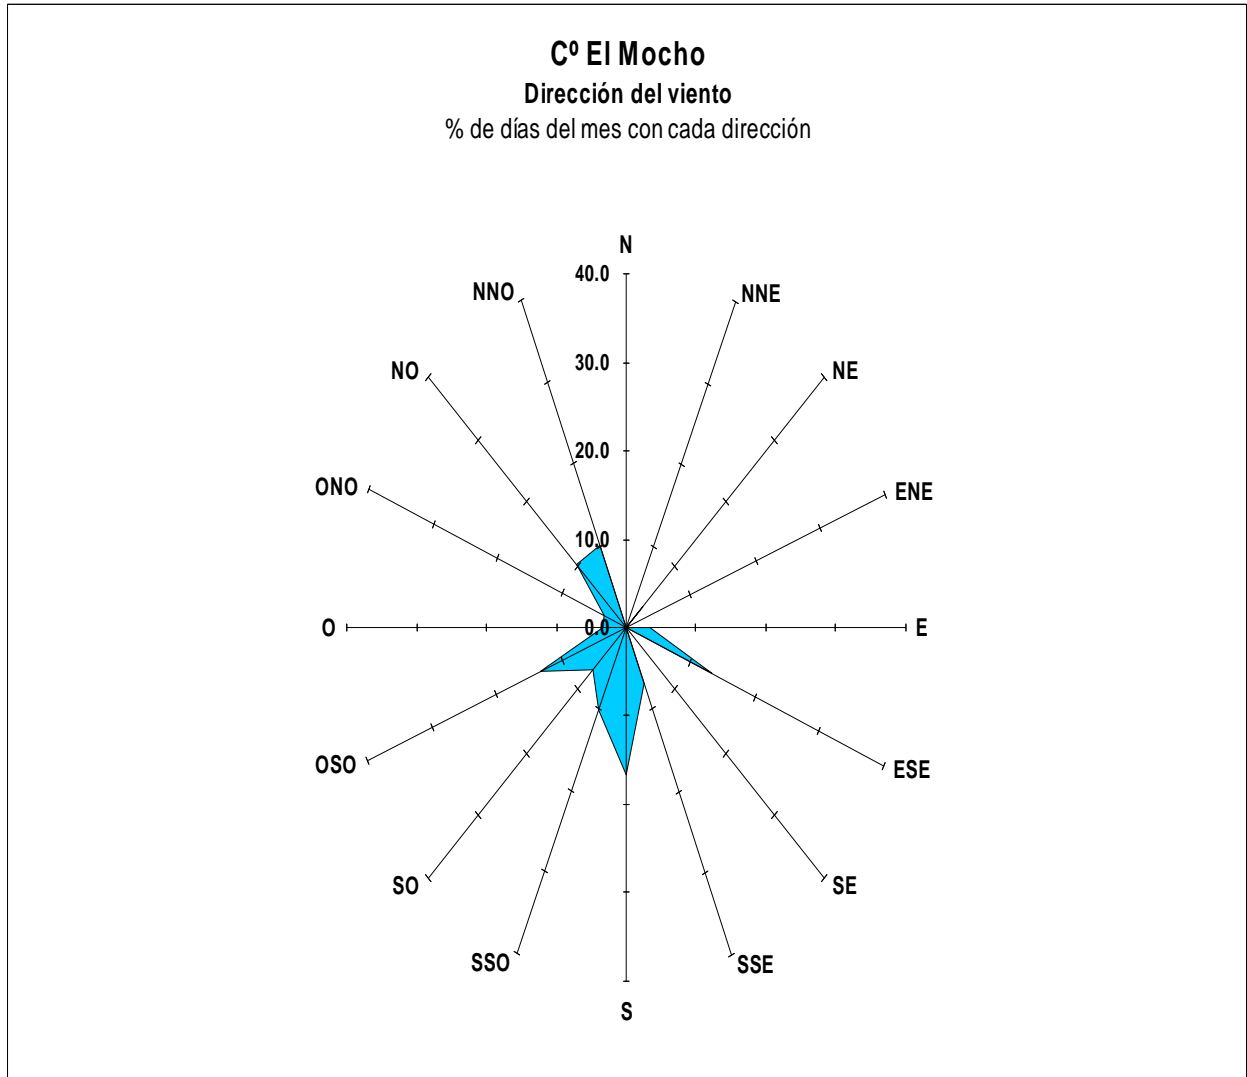 Cº El Mocho
Dirección del viento
% de días del mes con cada dirección
N
40.0
NNO
NNE
30.0
NO
NE
20.0
ONO
ENE
10.0
O
0.0
E
OSO
ESE
SO
SE
SSO
SSE
S